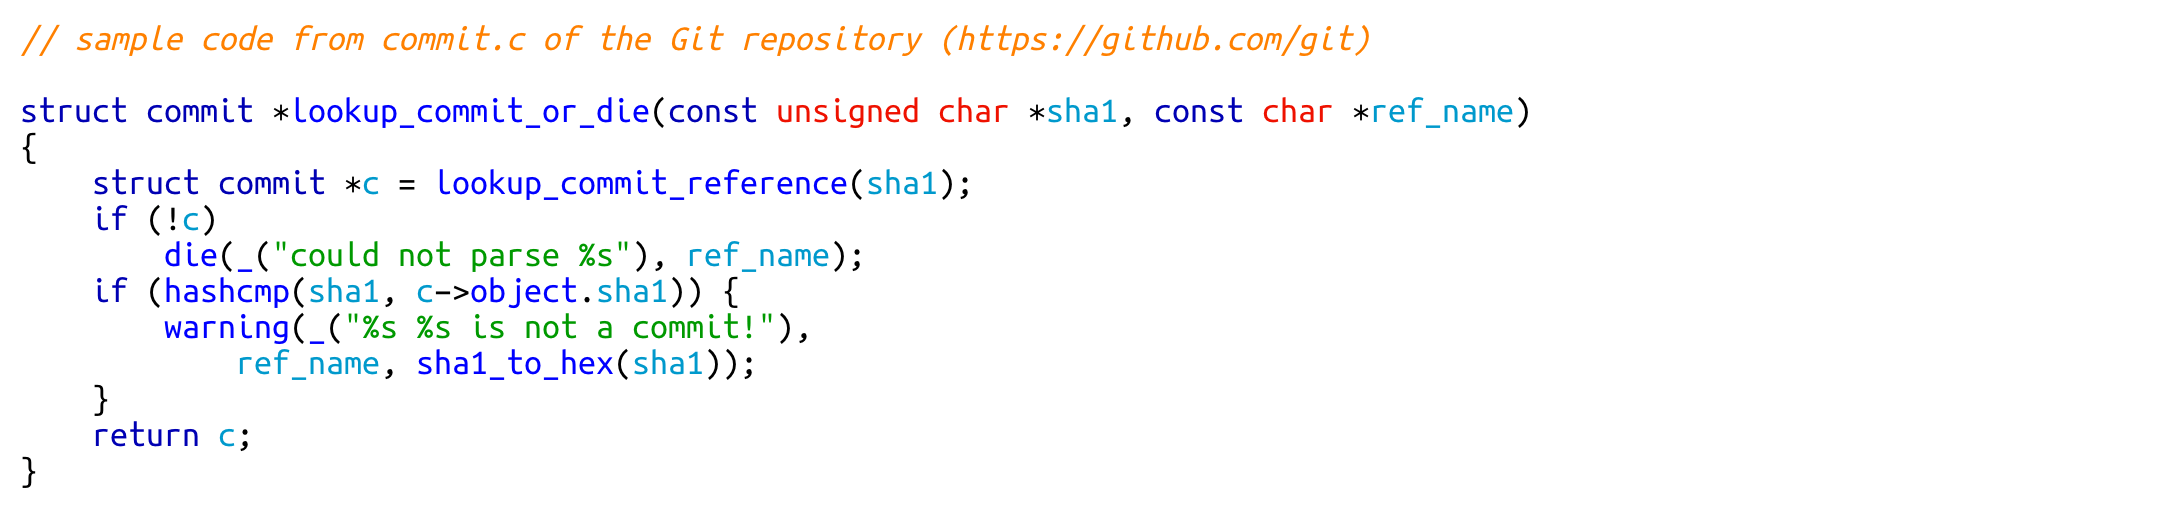 // sample code from commit.c of the Git repository (https://github.com/git)

struct commit *lookup_commit_or_die(const unsigned char *sha1, const char *ref_name)
{
    struct commit *c = lookup_commit_reference(sha1);
    if (!c)
        die(_("could not parse %s"), ref_name);
    if (hashcmp(sha1, c->object.sha1)) {
        warning(_("%s %s is not a commit!"),
            ref_name, sha1_to_hex(sha1));
    }
    return c;
}